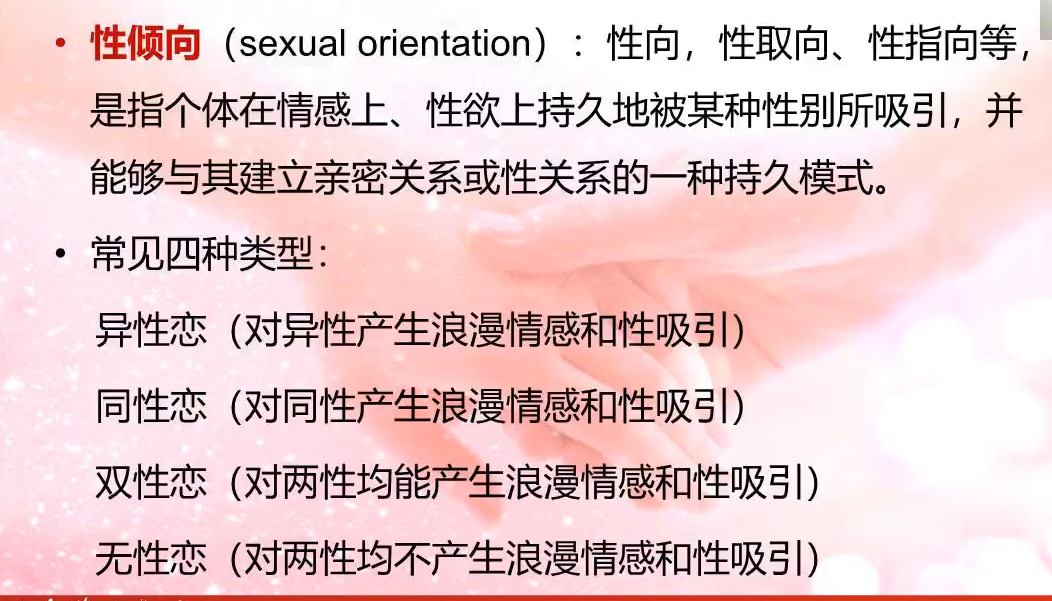 • 性倾向（sexual orientation）：性向，性取向、性指向等，
是指个体在情感上、性欲上持久地被某种性别所吸引，并
能够与其建立亲密关系或性关系的一种持久模式。
• 常见四种类型：
异性恋（对异性产生浪漫情感和性吸引）
同性恋（对同性产生浪漫情感和性吸引）
双性恋（对两性均能产生浪漫情感和性吸引）
无性恋（对两性均不产生浪漫情感和性吸引）